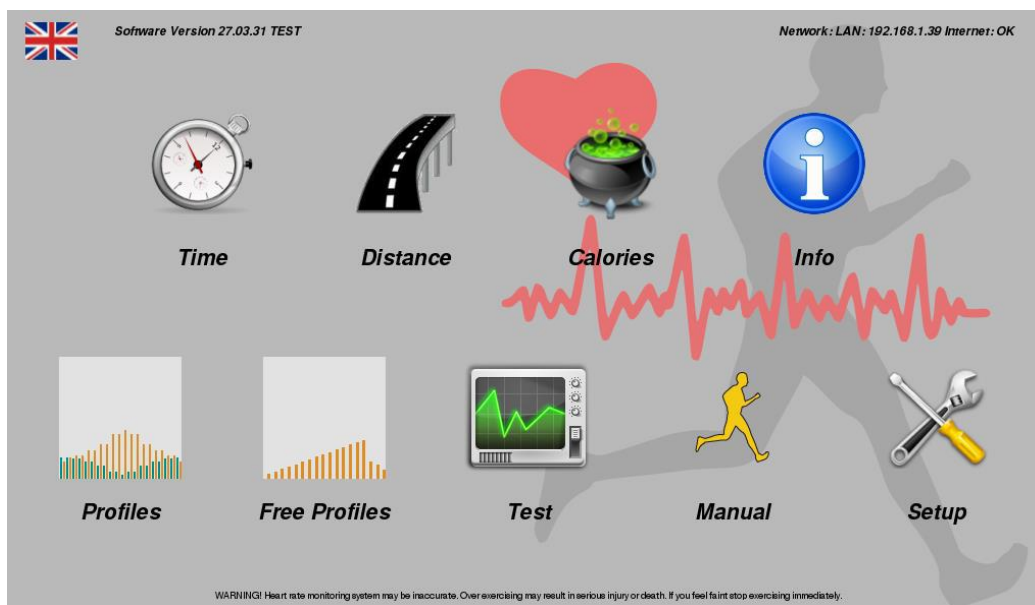 Software Version 27.03.31 TEST
Network: LAN: 192.168.1.39 Internet: OK
Time Distance Calories Info
Profiles Free Profiles Test Manual Setup
WARNING! Heart rate monitoring system may be inaccurate. Over exercising may result in serious injury or death. If you feel faint stop exercising immediately.